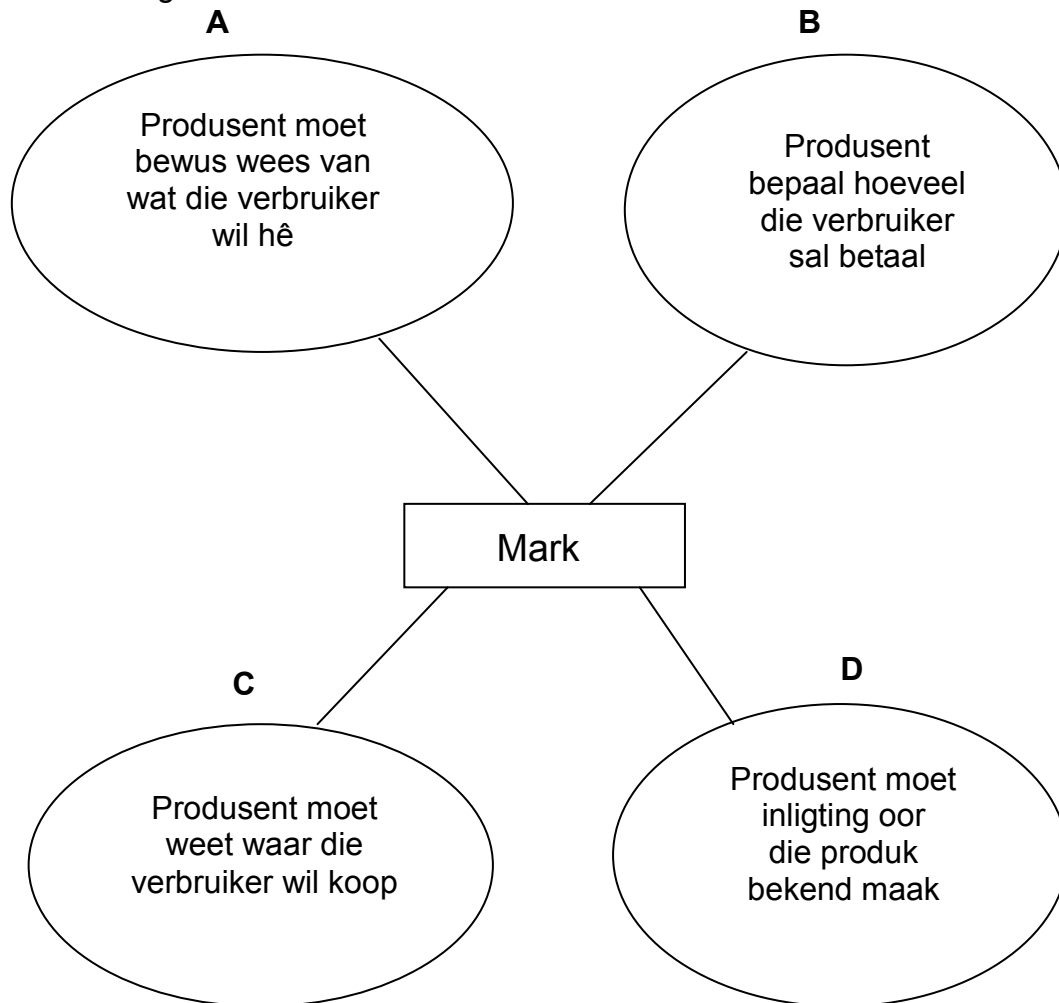 A
Produsent moet
bewus wees van
wat die verbruiker
wil hê
B
Produsent
bepaal hoeveel
die verbruiker
sal betaal
Mark
C
Produsent moet
weet waar die
verbruiker wil koop
D
Produsent moet
inligting oor
die produk
bekend maak